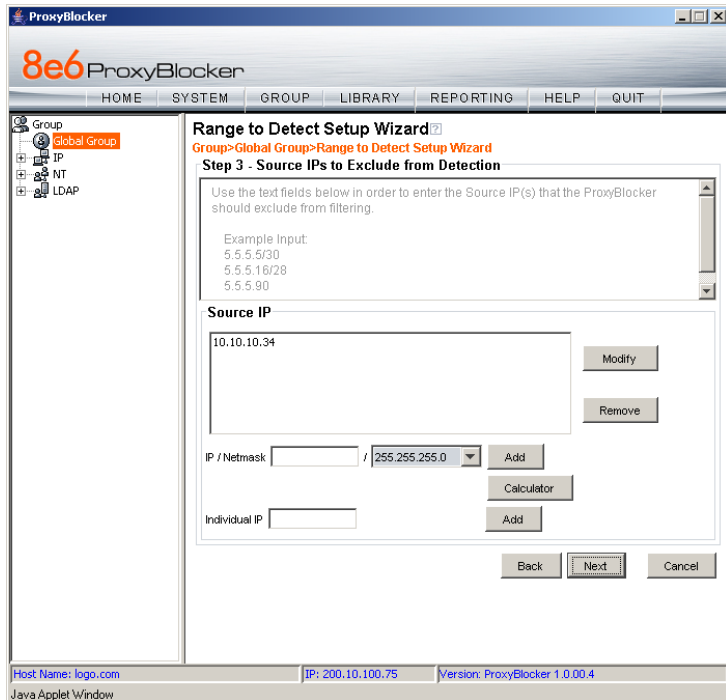 ProxyBlocker
8e6 ProxyBlocker
HOME SYSTEM GROUP LIBRARY REPORTING HELP QUIT
Group
Global Group
IP
NT
LDAP
Range to Detect Setup Wizard?
Group>Global Group>Range to Detect Setup Wizard
Step 3 - Source IPs to Exclude from Detection
Use the text fields below in order to enter the Source IP(s) that the ProxyBlocker
should exclude from filtering.
Example Input:
5.5.5.5/30
5.5.5.16/28
5.5.5.90
Source IP
10.10.10.34
Modify
Remove
IP / Netmask / 255.255.255.0 Add
Calculator
Individual IP Add
Back Next Cancel
Host Name: logo.com IP: 200.10.100.75 Version: ProxyBlocker 1.0.00.4
Java Applet Window